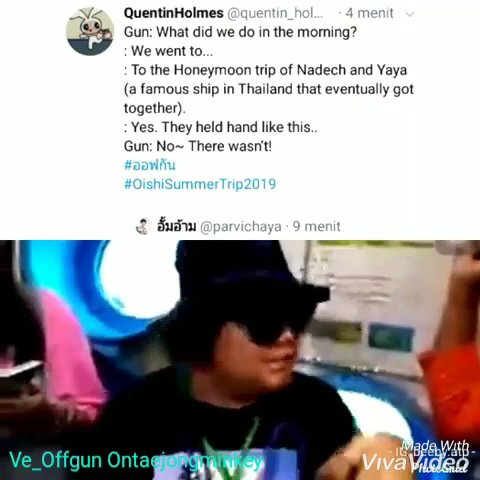 QuentinHolmes @quentin_hol... · 4 menit
Gun: What did we do in the morning?
: We went to...
: To the Honeymoon trip of Nadech and Yaya
(a famous ship in Thailand that eventually got
together).
: Yes. They held hand like this..
Gun: No~ There wasn't!
#ออฟกัน
#OishiSummerTrip2019
อั้มอ้าม @parvichaya · 9 menit
Ve_Offgun Ontaejongminkey
Made With
VivaVideo